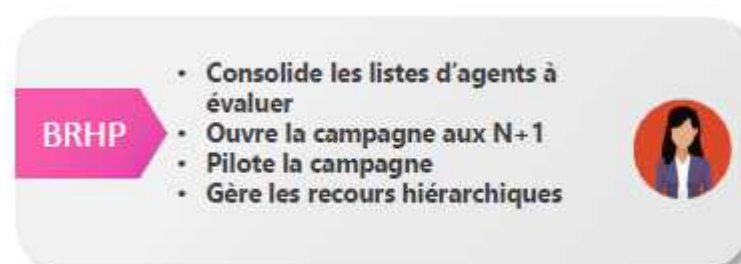 BRHP
• Consolide les listes d'agents à
évaluer
• Ouvre la campagne aux N+1
• Pilote la campagne
• Gère les recours hiérarchiques